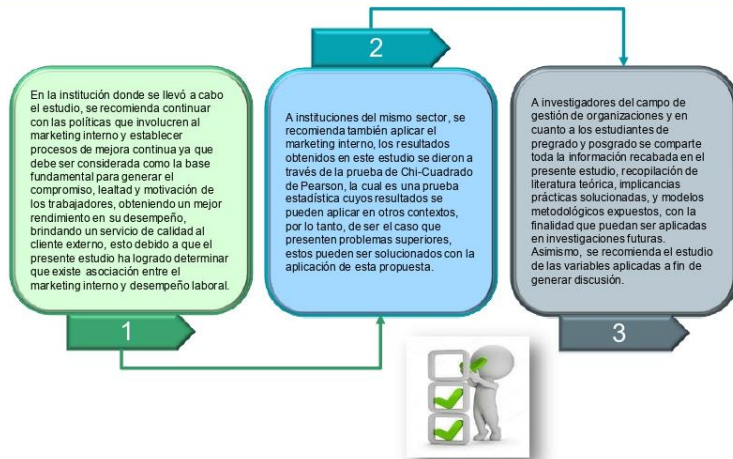 En la institución donde se llevó a cabo
el estudio, se recomienda continuar
con las políticas que involucren al
marketing interno y establecer
procesos de mejora continua ya que
debe ser considerada como la base
fundamental para generar el
compromiso, lealtad y motivación de
los trabajadores, obteniendo un mejor
rendimiento en su desempeño,
brindando un servicio de calidad al
cliente externo, esto debido a que el
presente estudio ha logrado determinar
que existe asociación entre el
marketing interno y desempeño laboral.
1
2
A instituciones del mismo sector, se
recomienda también aplicar el
marketing interno, los resultados
obtenidos en este estudio se dieron a
través de la prueba de Chi-Cuadrado
de Pearson, la cual es una prueba
estadística cuyos resultados se
pueden aplicar en otros contextos,
por lo tanto, de ser el caso que
presenten problemas superiores,
estos pueden ser solucionados con la
aplicación de esta propuesta.
A investigadores del campo de
gestión de organizaciones y en
cuanto a los estudiantes de
pregrado y posgrado se comparte
toda la información recabada en el
presente estudio, recopilación de
literatura teórica, implicancias
prácticas solucionadas, y modelos
metodológicos expuestos, con la
finalidad que puedan ser aplicadas
en investigaciones futuras.
Asimismo, se recomienda el estudio
de las variables aplicadas a fin de
generar discusión.
3